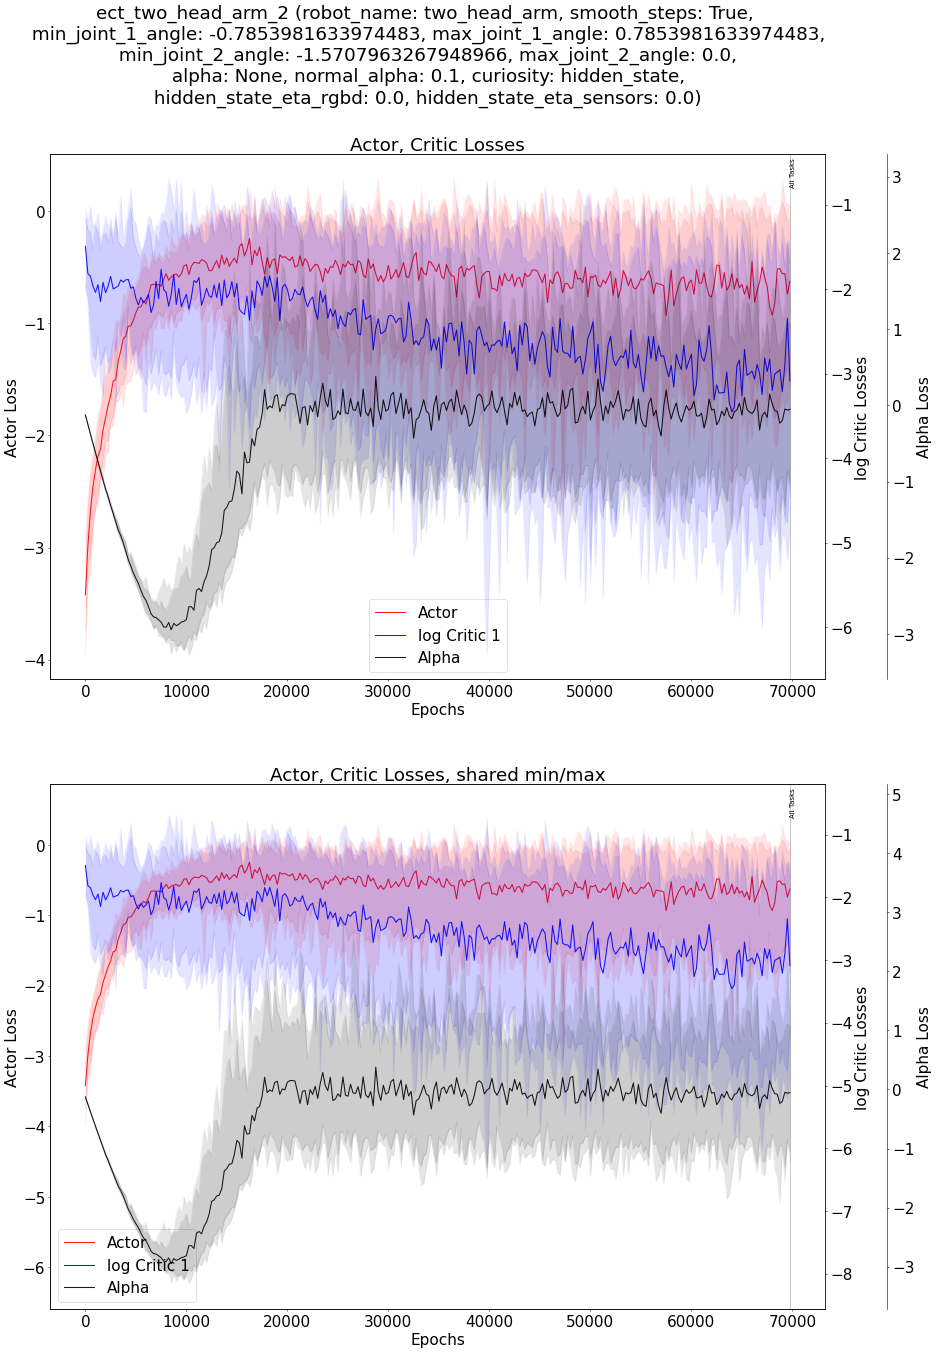 ect_two_head_arm_2 (robot_name: two_head_arm, smooth_steps: True,
min_joint_1_angle: -0.7853981633974483, max_joint_1_angle: 0.7853981633974483,
min_joint_2_angle: -1.5707963267948966, max_joint_2_angle: 0.0,
alpha: None, normal_alpha: 0.1, curiosity: hidden_state,
hidden_state_eta_rgbd: 0.0, hidden_state_eta_sensors: 0.0)
Actor, Critic Losses
All Tasks
0
−1
−2
−3
−4
Actor Loss
−1
−2
−3
−4
−5
−6
log Critic Losses
3
2
1
0
−1
−2
−3
Alpha Loss
Actor
log Critic 1
Alpha
0 10000 20000 30000 40000 50000 60000 70000
Epochs
Actor, Critic Losses, shared min/max
All Tasks
0
−1
−2
−3
−4
−5
−6
Actor Loss
−1
−2
−3
−4
−5
−6
−7
−8
log Critic Losses
5
4
3
2
1
0
−1
−2
−3
Alpha Loss
Actor
log Critic 1
Alpha
0 10000 20000 30000 40000 50000 60000 70000
Epochs